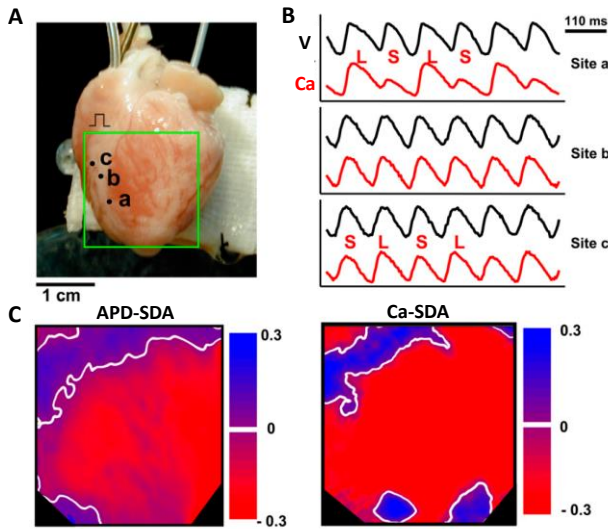 A
c
b
a
1 cm
B
110 ms
V
L S L S
Ca
Site a
Site b
S L S L
Site c
C
APD-SDA
0.3
0
- 0.3
Ca-SDA
0.3
0
- 0.3